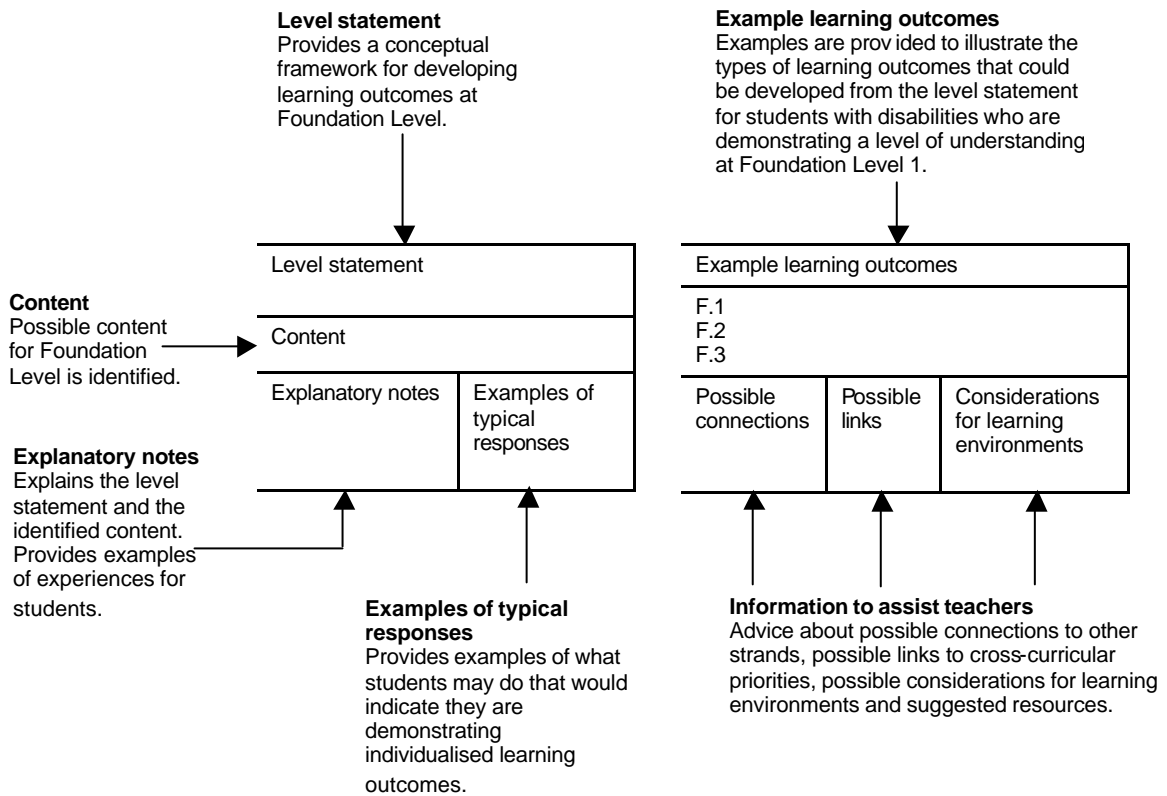 Level statement
Provides a conceptual
framework for developing
learning outcomes at
Foundation Level.
Example learning outcomes
Examples are provided to illustrate the
types of learning outcomes that could
be developed from the level statement
for students with disabilities who are
demonstrating a level of understanding
at Foundation Level 1.
Content
Possible content
for Foundation
Level is identified.
Explanatory notes
Explains the level
statement and the
identified content.
Provides examples
of experiences for
students.
Level statement
Content
Explanatory notes
Examples of
typical
responses
Example learning outcomes
F.1
F.2
F.3
Possible
connections
Possible
links
Considerations
for learning
environments
Examples of typical
responses
Provides examples of what
students may do that would
indicate they are
demonstrating
individualised learning
outcomes.
Information to assist teachers
Advice about possible connections to other
strands, possible links to cross-curricular
priorities, possible considerations for learning
environments and suggested resources.